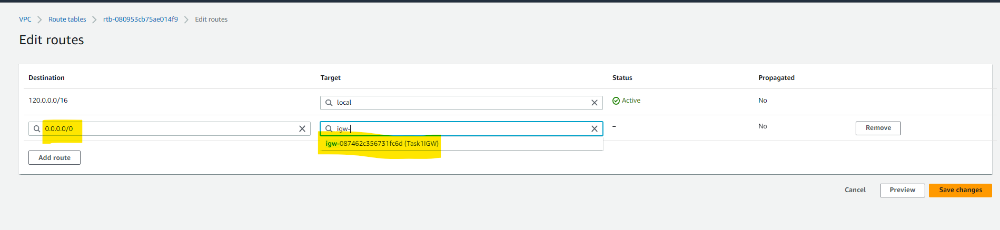 VPC > Route tables > rtb-080953cb75ae014f9 > Edit routes
Edit routes
Destination Target Status Propagated
120.0.0.0/16 local Active No
0.0.0.0/0 igw- – No Remove
igw-087462c356731fc6d (Task1IGW)
Add route
Cancel Preview Save changes